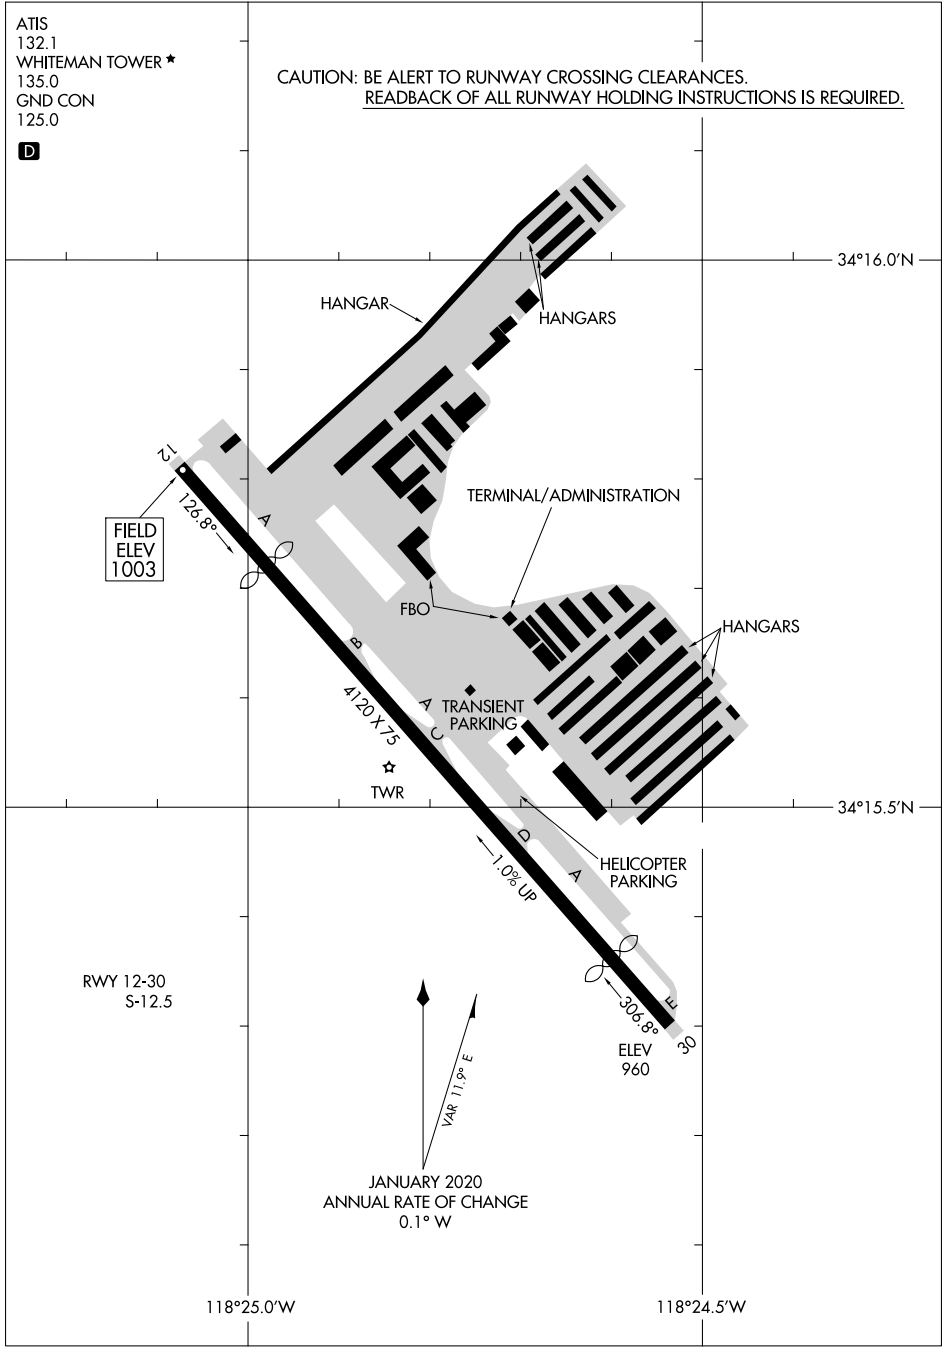 ATIS
132.1
WHITEMAN TOWER ★
135.0
GND CON
125.0
D
CAUTION: BE ALERT TO RUNWAY CROSSING CLEARANCES.
READBACK OF ALL RUNWAY HOLDING INSTRUCTIONS IS REQUIRED.
34°16.0'N
HANGAR
HANGARS
12
126.8°
A
TERMINAL/ADMINISTRATION
FIELD
ELEV
1003
FBO
HANGARS
B
4120 X 75
A
C
TRANSIENT
PARKING
TWR
34°15.5'N
D
A
1.0% UP
HELICOPTER
PARKING
RWY 12-30
S-12.5
E
306.8°
30
ELEV
960
VAR 11.9° E
JANUARY 2020
ANNUAL RATE OF CHANGE
0.1° W
118°25.0'W
118°24.5'W